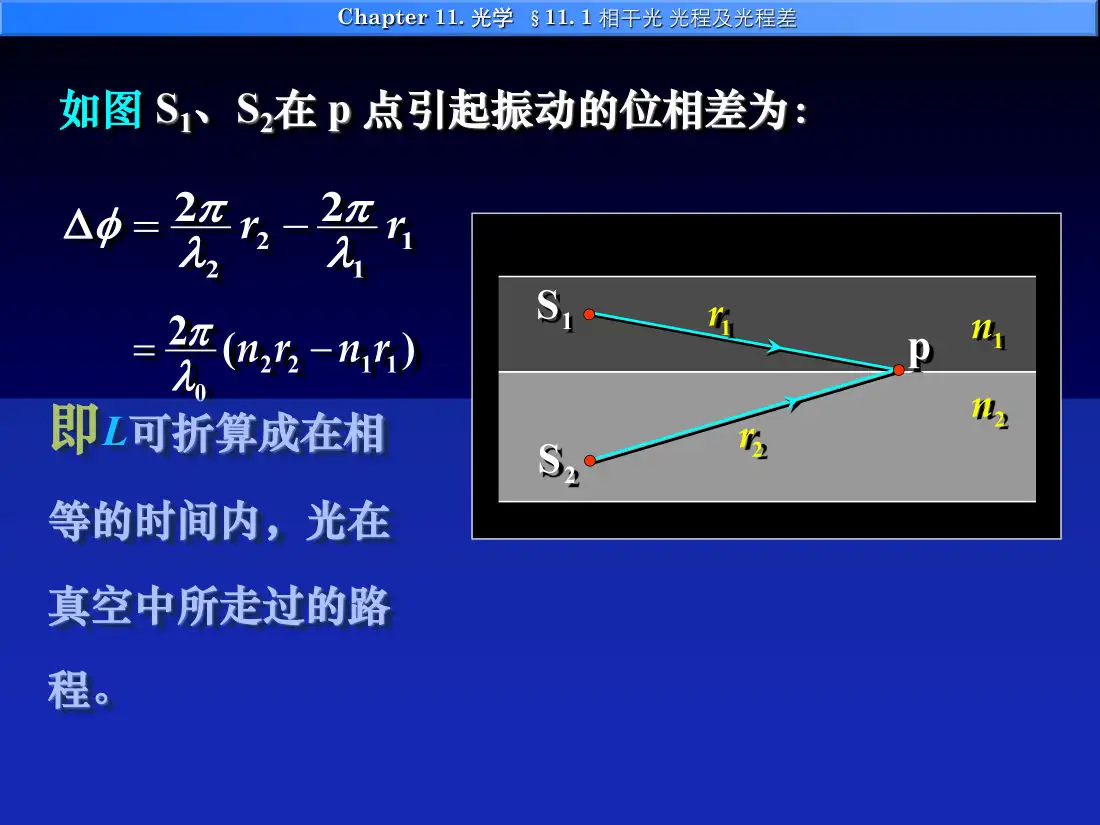 Chapter 11. 光学 §11. 1 相干光 光程及光程差
如图 S₁、S₂在 p 点引起振动的位相差为:
Δϕ = 2π/λ₂ r₂ − 2π/λ₁ r₁
= 2π/λ₀ (n₂r₂ − n₁r₁)
即L可折算成在相
等的时间内，光在
真空中所走过的路
程。
S₁
r₁
n₁
p
n₂
r₂
S₂